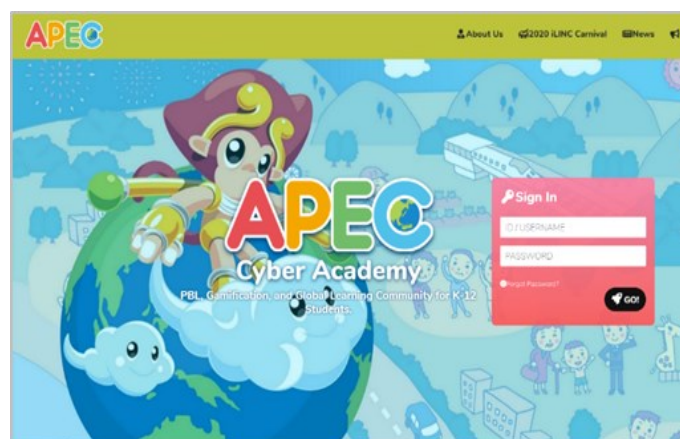 APEC
About Us 2020 iLINC Carnival News
APEC
Cyber Academy
PBL, Gamification, and Global Learning Community for K-12
Students.
Sign In
ID / USERNAME
PASSWORD
Forgot Password?
GO!